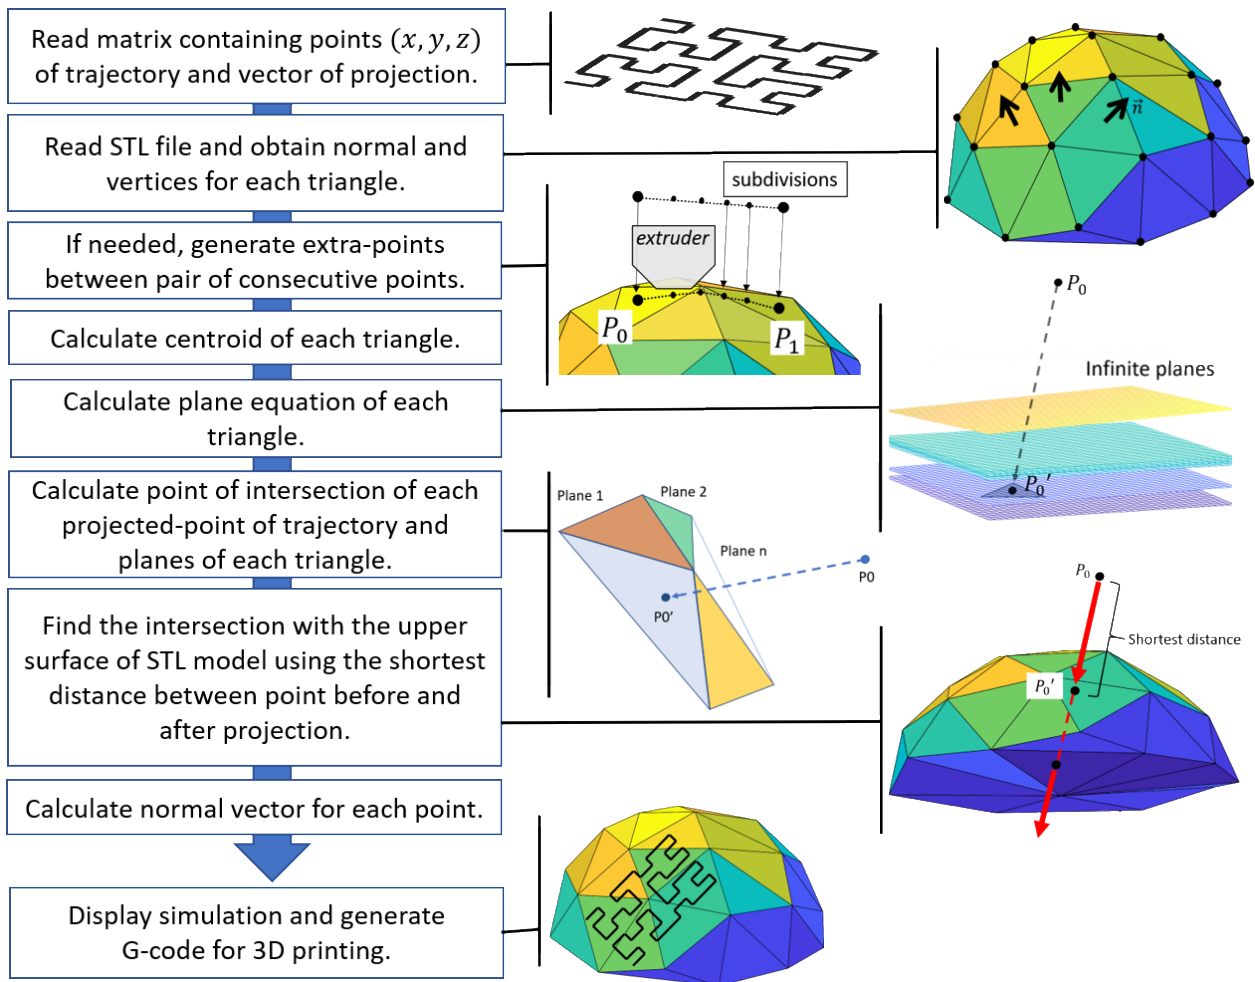 Read matrix containing points (x, y, z)
of trajectory and vector of projection.
Read STL file and obtain normal and
vertices for each triangle.
If needed, generate extra-points
between pair of consecutive points.
Calculate centroid of each triangle.
Calculate plane equation of each
triangle.
Calculate point of intersection of each
projected-point of trajectory and
planes of each triangle.
Find the intersection with the upper
surface of STL model using the shortest
distance between point before and
after projection.
Calculate normal vector for each point.
Display simulation and generate
G-code for 3D printing.
n⃗
subdivisions
extruder
P₀
P₁
P₀
Infinite planes
P₀'
Plane 1
Plane 2
Plane n
P0
P0'
P₀
Shortest distance
P₀'